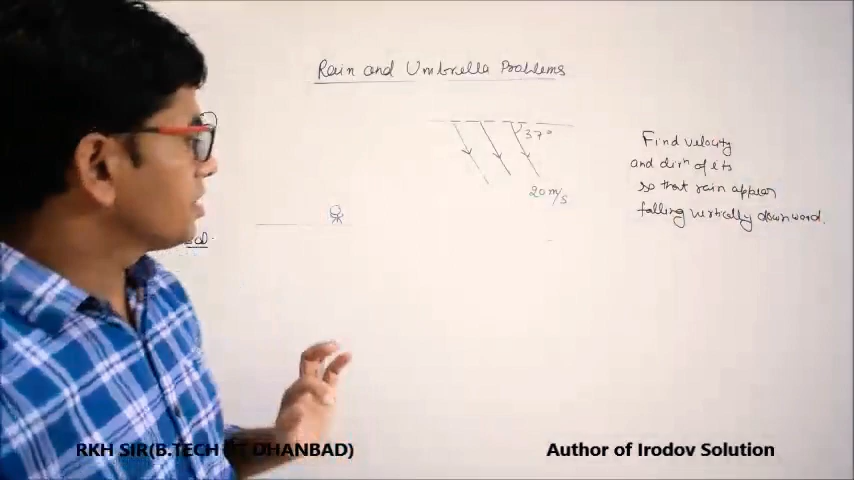 Rain and Umbrella Problems
37°
20 m/s
Find velocity
and dirn of its
so that rain appear
falling vertically downward.
RKH SIR(B.TECH IIT DHANBAD)
Author of Irodov Solution